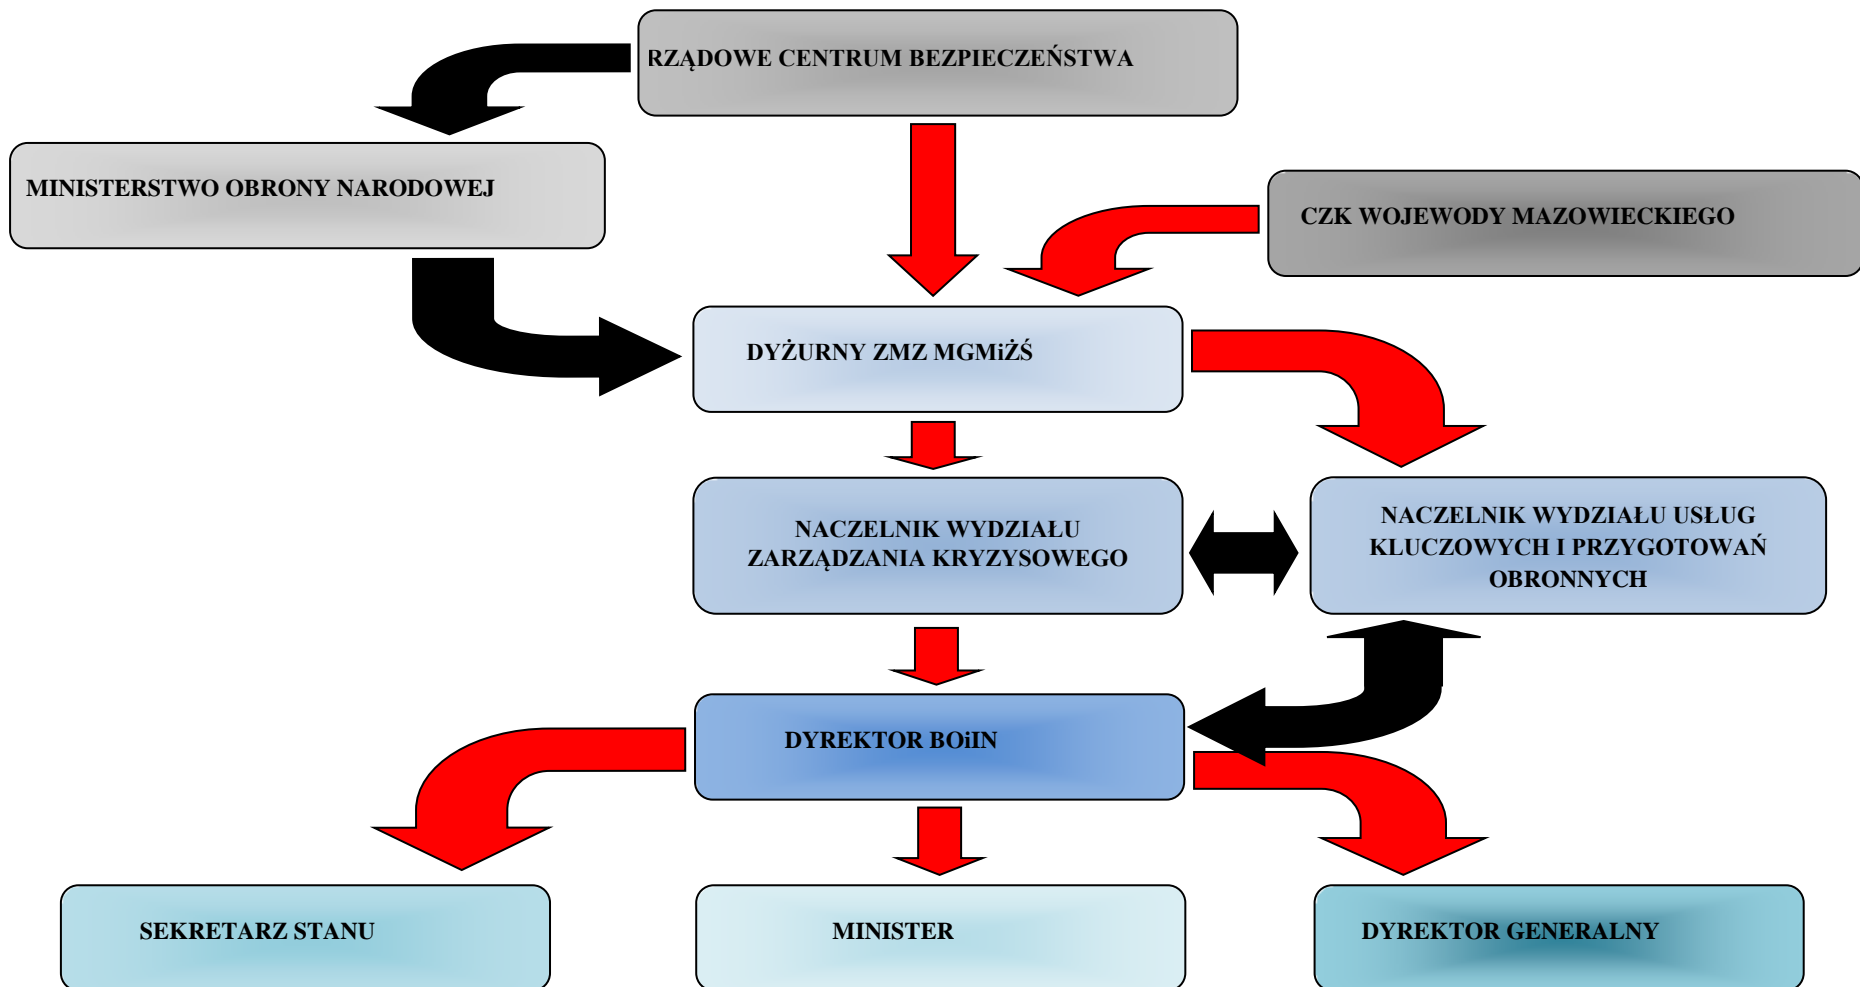 RZĄDOWE CENTRUM BEZPIECZEŃSTWA
MINISTERSTWO OBRONY NARODOWEJ
CZK WOJEWODY MAZOWIECKIEGO
DYŻURNY ZMZ MGMiŻŚ
NACZELNIK WYDZIAŁU
ZARZĄDZANIA KRYZYSOWEGO
NACZELNIK WYDZIAŁU USŁUG
KLUCZOWYCH I PRZYGOTOWAŃ
OBRONNYCH
DYREKTOR BOiIN
SEKRETARZ STANU
MINISTER
DYREKTOR GENERALNY